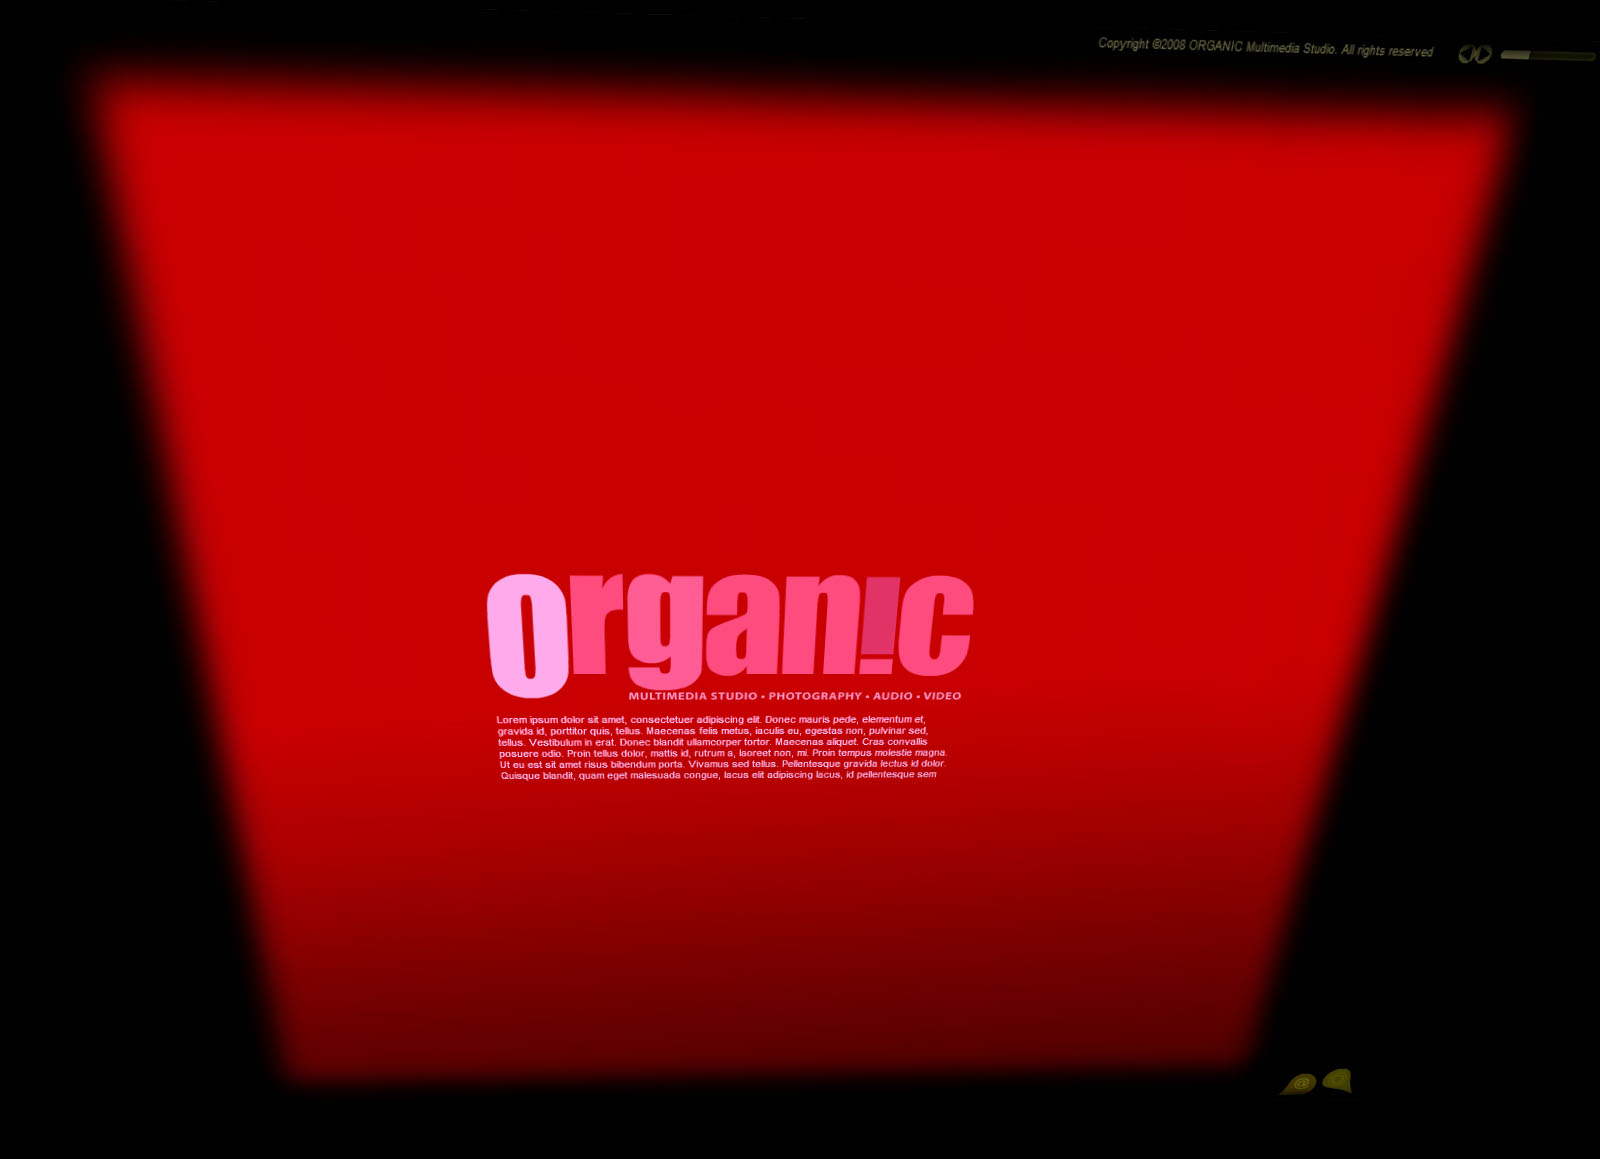 Copyright ©2008 ORGANIC Multimedia Studio. All rights reserved
organ!c
MULTIMEDIA STUDIO • PHOTOGRAPHY • AUDIO • VIDEO
Lorem ipsum dolor sit amet, consectetuer adipiscing elit. Donec mauris pede, elementum et,
gravida id, porttitor quis, tellus. Maecenas felis metus, iaculis eu, egestas non, pulvinar sed,
tellus. Vestibulum in erat. Donec blandit ullamcorper tortor. Maecenas aliquet. Cras convallis
posuere odio. Proin tellus dolor, mattis id, rutrum a, laoreet non, mi. Proin tempus molestie magna.
Ut eu est sit amet risus bibendum porta. Vivamus sed tellus. Pellentesque gravida lectus id dolor.
Quisque blandit, quam eget malesuada congue, lacus elit adipiscing lacus, id pellentesque sem
@